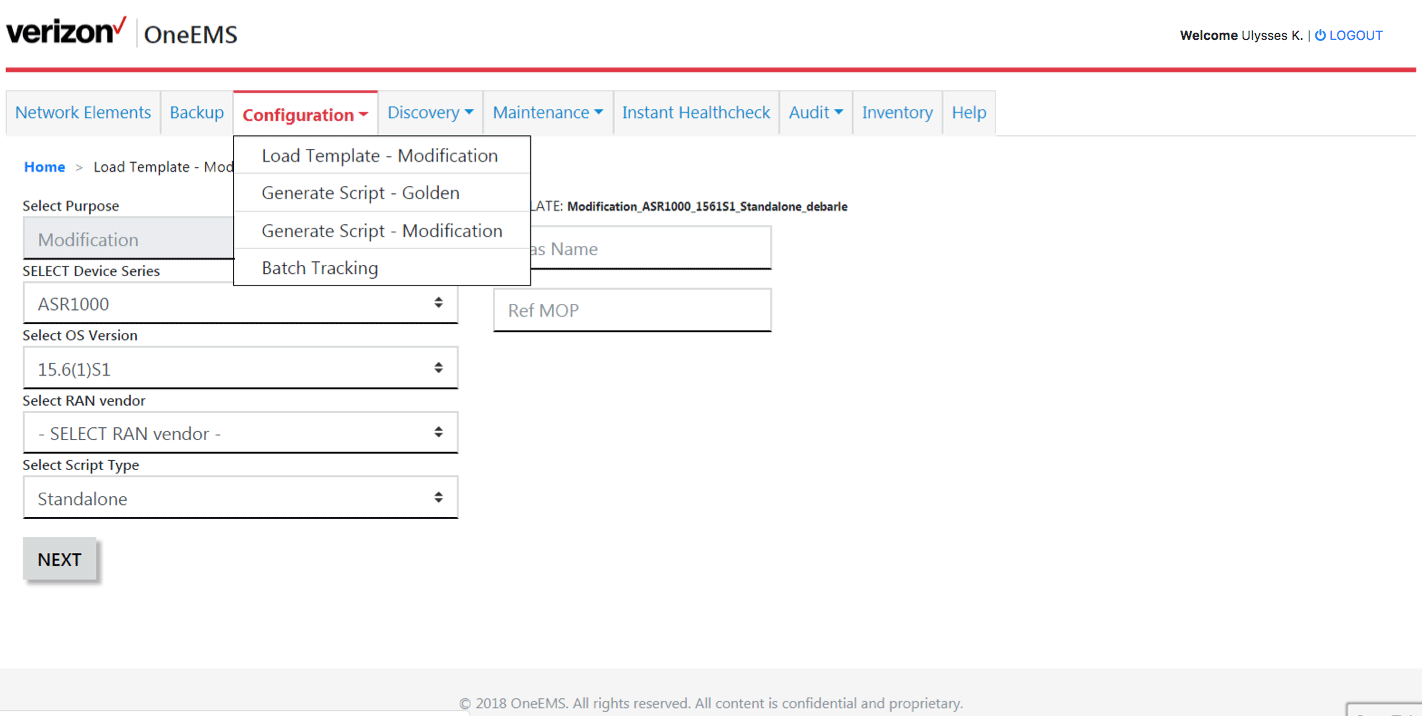 verizon OneEMS
Welcome Ulysses K. | LOGOUT
Network Elements Backup Configuration Discovery Maintenance Instant Healthcheck Audit Inventory Help
Load Template - Modification
Generate Script - Golden
Generate Script - Modification
Batch Tracking
Home > Load Template - Mod
Select Purpose
Modification
SELECT Device Series
ASR1000
Select OS Version
15.6(1)S1
Select RAN vendor
- SELECT RAN vendor -
Select Script Type
Standalone
NEXT
LATE: Modification_ASR1000_1561S1_Standalone_debarle
as Name
Ref MOP
© 2018 OneEMS. All rights reserved. All content is confidential and proprietary.